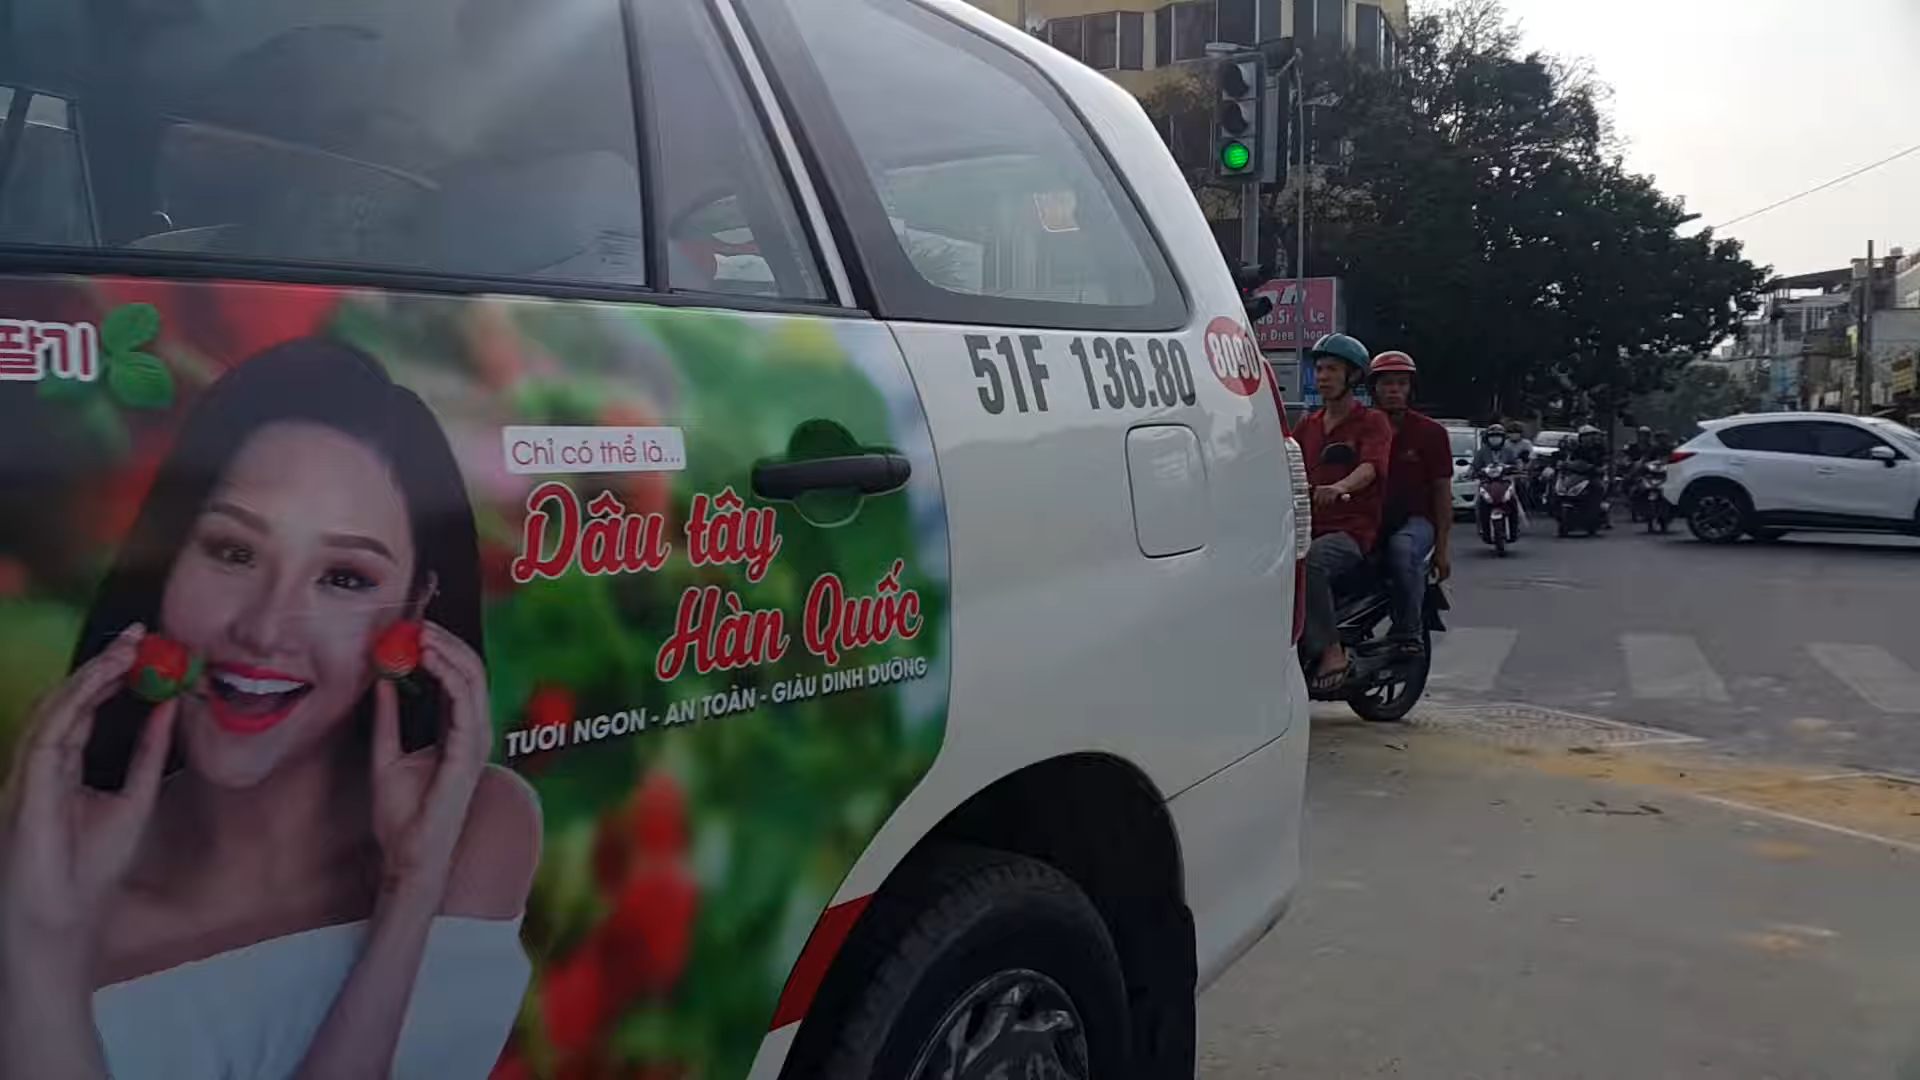 딸기
Chỉ có thể là...
Dâu tây
Hàn Quốc
TƯƠI NGON - AN TOÀN - GIÀU DINH DƯỠNG
51F 136.80
8090